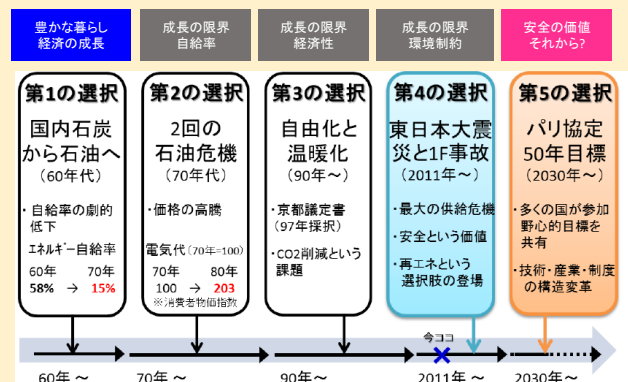 豊かな暮らし
経済の成長
成長の限界
自給率
成長の限界
経済性
成長の限界
環境制約
安全の価値
それから?
第1の選択
国内石炭
から石油へ
(60年代)
・自給率の劇的
低下
エネルギー自給率
60年 70年
58% → 15%
第2の選択
2回の
石油危機
(70年代)
・価格の高騰
電気代(70年=100)
70年 80年
100 → 203
※消費者物価指数
第3の選択
自由化と
温暖化
(90年~)
・京都議定書
(97年採択)
・CO2削減という
課題
第4の選択
東日本大震
災と1F事故
(2011年~)
・最大の供給危機
・安全という価値
・再エネという
選択肢の登場
第5の選択
パリ協定
50年目標
(2030年~)
・多くの国が参加
野心的目標を
共有
・技術・産業・制度
の構造変革
今ココ
60年 ~ 70年 ~ 90年~ 2011年 ~ 2030年~